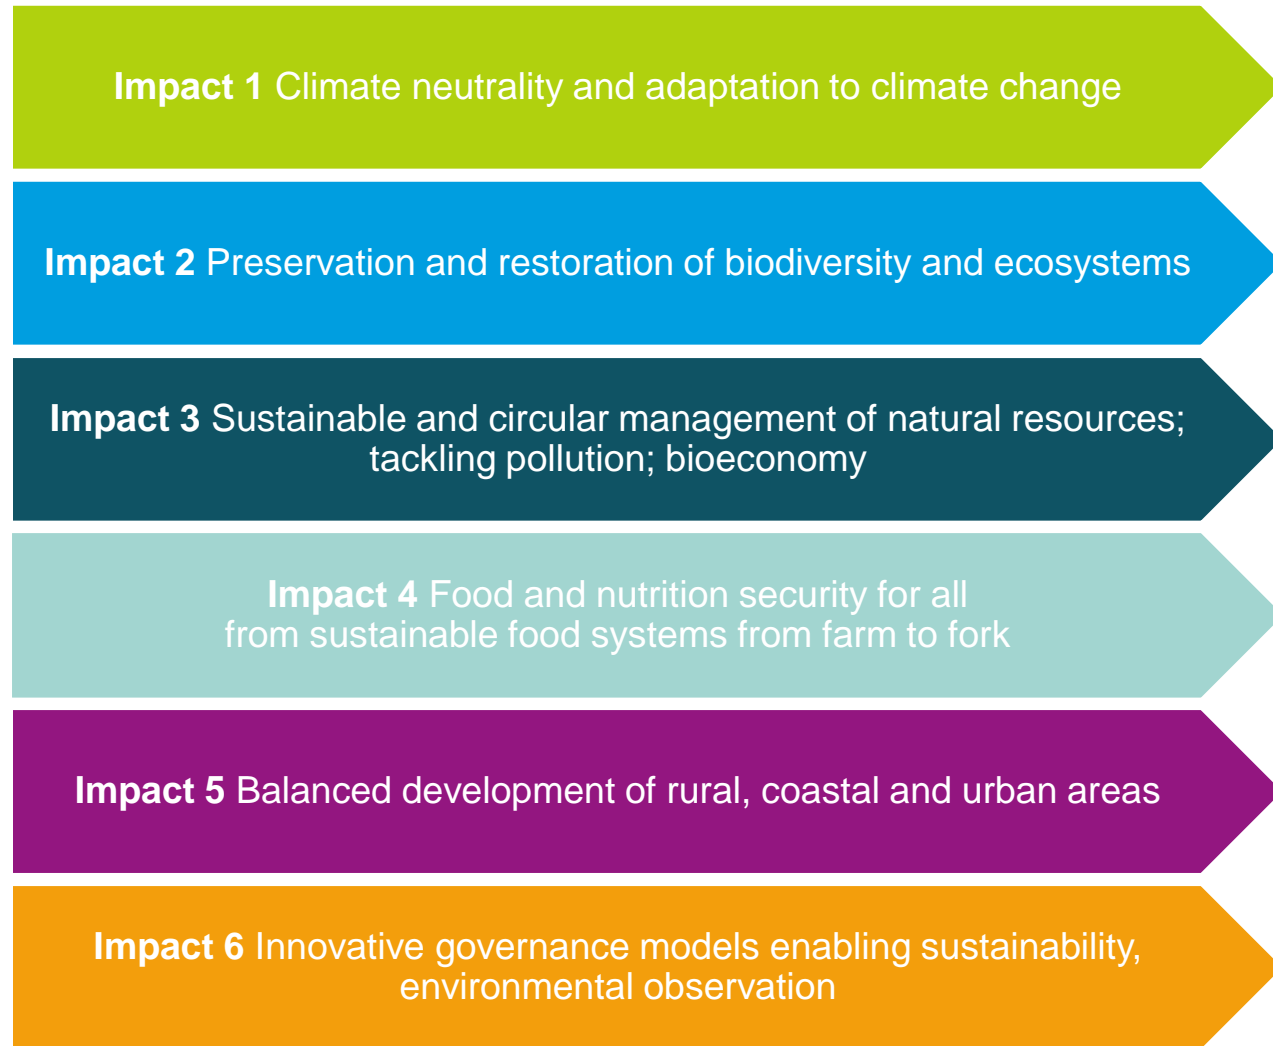 Impact 1 Climate neutrality and adaptation to climate change
Impact 2 Preservation and restoration of biodiversity and ecosystems
Impact 3 Sustainable and circular management of natural resources;
tackling pollution; bioeconomy
Impact 4 Food and nutrition security for all
from sustainable food systems from farm to fork
Impact 5 Balanced development of rural, coastal and urban areas
Impact 6 Innovative governance models enabling sustainability,
environmental observation